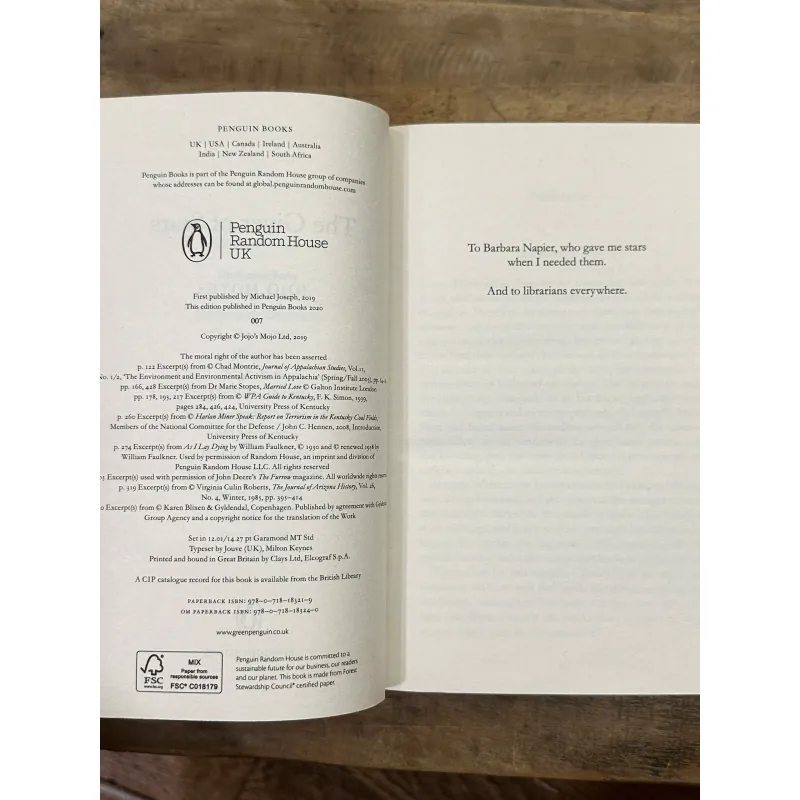 PENGUIN BOOKS
UK | USA | Canada | Ireland | Australia
India | New Zealand | South Africa
Penguin Books is part of the Penguin Random House group of companies
whose addresses can be found at global.penguinrandomhouse.com
Penguin
Random House
UK
First published by Michael Joseph, 2019
This edition published in Penguin Books 2020
007
Copyright © Jojo's Mojo Ltd, 2019
The moral right of the author has been asserted
p. 122 Excerpt(s) from © Chad Montrie, Journal of Appalachian Studies, Vol.11,
No. 1/2, 'The Environment and Environmental Activism in Appalachia' (Spring/Fall 2005), pp.
pp. 166, 428 Excerpt(s) from Dr Marie Stopes, Married Love © Galton Institute London
pp. 178, 193, 217 Excerpt(s) from © WPA Guide to Kentucky, F. K. Simon, 1999,
pages 284, 426, 424, University Press of Kentucky
p. 260 Excerpt(s) from © Harlan Miner Speak: Report on Terrorism in the Kentucky Coal Fields,
Members of the National Committee for the Defense / John C. Hennen, 2008, Introduction,
University Press of Kentucky
p. 274 Excerpt(s) from As I Lay Dying by William Faulkner, © 1930 and © renewed 1958 by
William Faulkner. Used by permission of Random House, an imprint and division of
Penguin Random House LLC. All rights reserved
Excerpt(s) used with permission of John Deere's The Furrow magazine. All worldwide rights
p. 319 Excerpt(s) from © Virginia Culin Roberts, The Journal of Arizona History, Vol. 26,
No. 4, Winter, 1985, pp. 395–414
Excerpt(s) from © Karen Blixen & Gyldendal, Copenhagen. Published by agreement with Gyldendal
Group Agency and a copyright notice for the translation of the Work
Set in 12.01/14.27 pt Garamond MT Std
Typeset by Jouve (UK), Milton Keynes
Printed and bound in Great Britain by Clays Ltd, Elcograf S.p.A.
A CIP catalogue record for this book is available from the British Library
PAPERBACK ISBN: 978–0–718–18321–9
OM PAPERBACK ISBN: 978–0–718–18324–0
www.greenpenguin.co.uk
FSC
www.fsc.org
MIX
Paper from
responsible sources
FSC® C018179
Penguin Random House is committed to a
sustainable future for our business, our readers
and our planet. This book is made from Forest
Stewardship Council® certified paper.
To Barbara Napier, who gave me stars
when I needed them.
And to librarians everywhere.